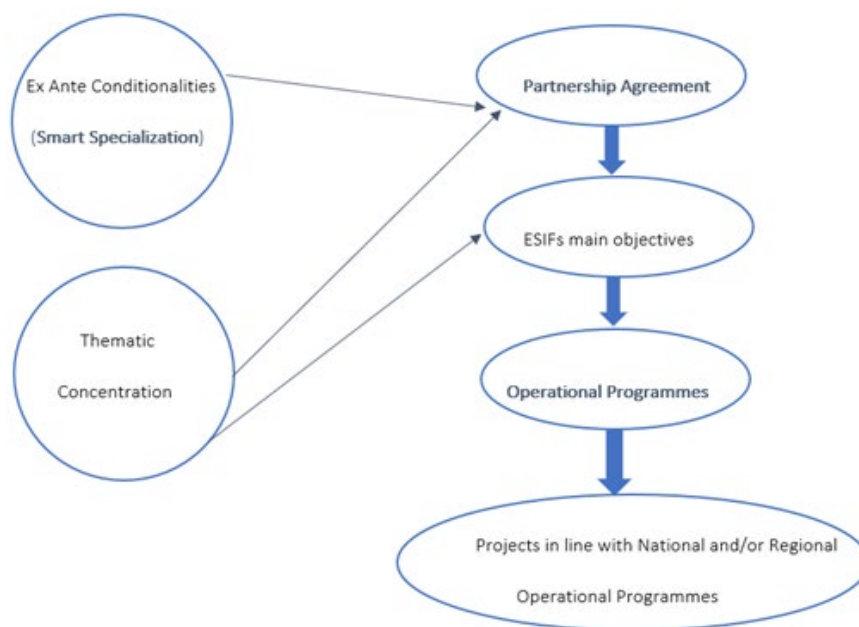 Ex Ante Conditionalities
(Smart Specialization)
Thematic
Concentration
Partnership Agreement
ESIFs main objectives
Operational Programmes
Projects in line with National and/or Regional
Operational Programmes